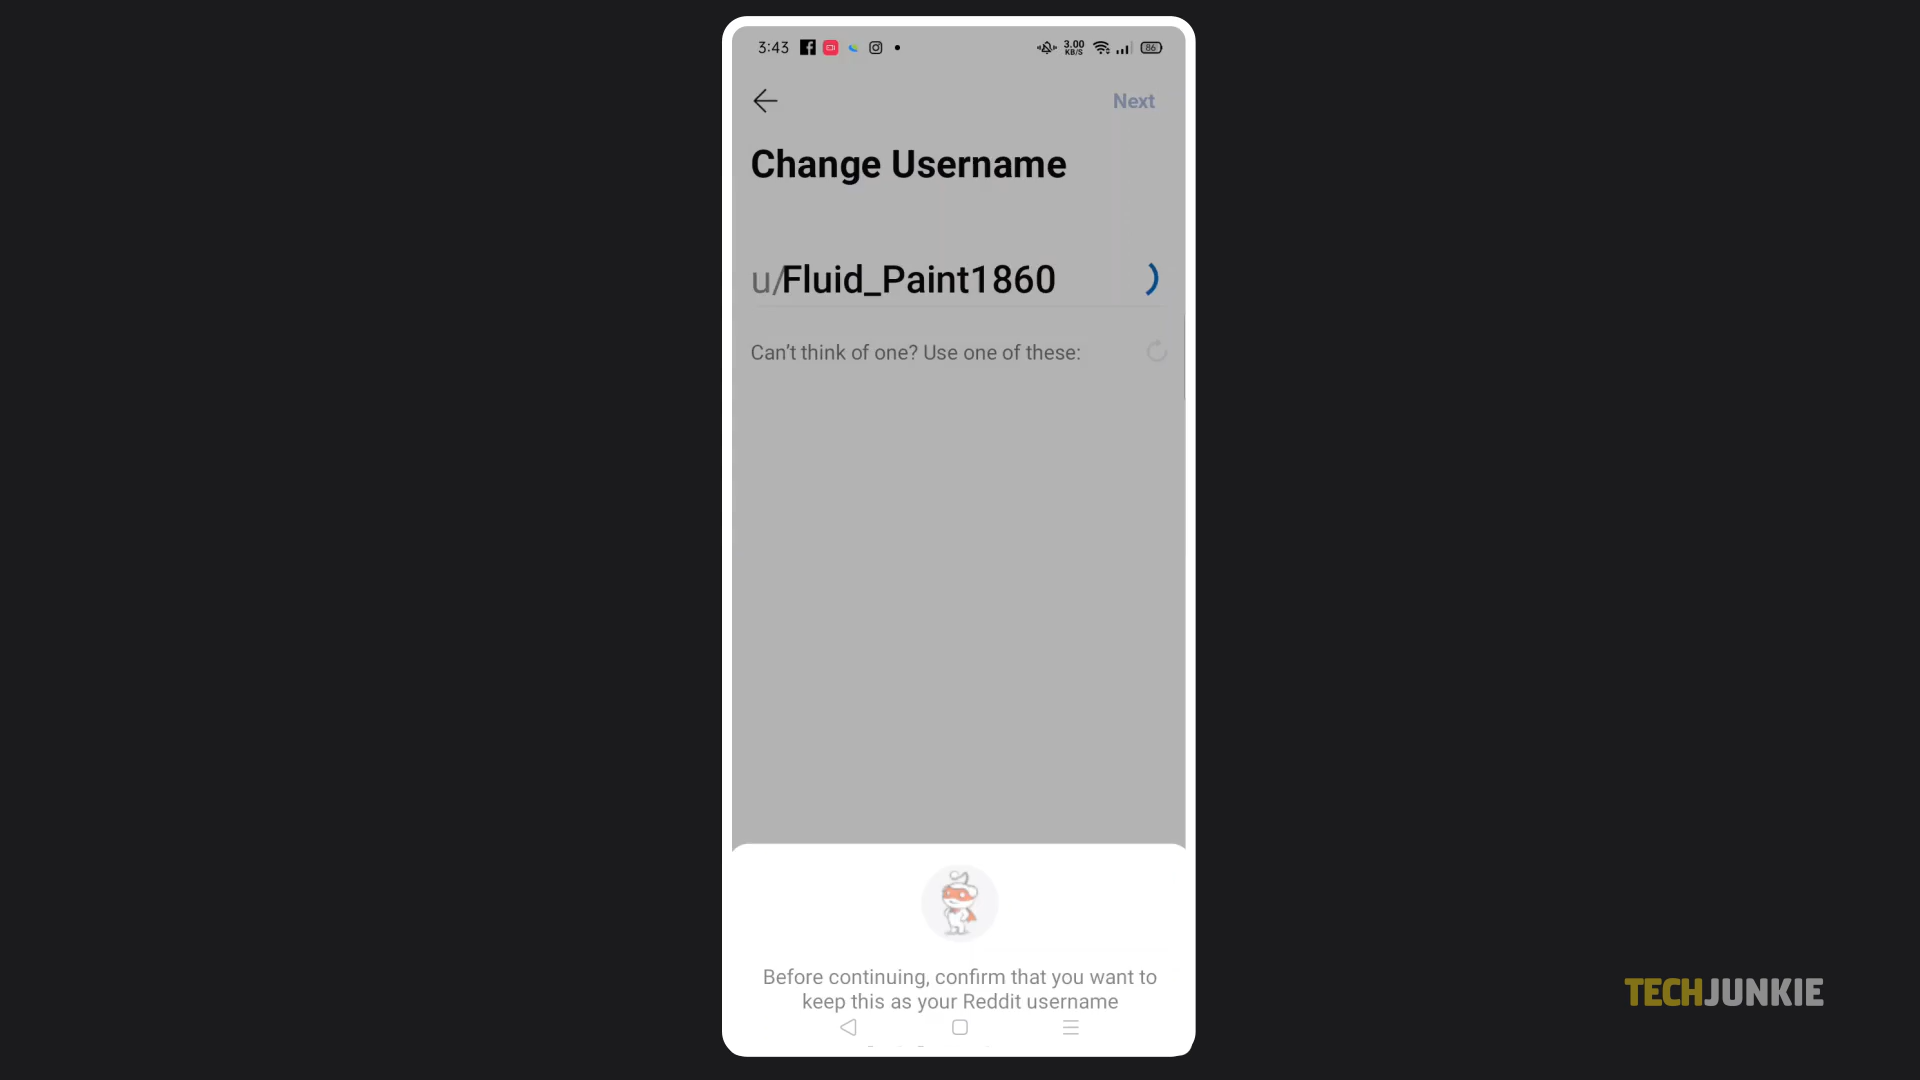 3:43
3.00
KB/S
86
Next
Change Username
u/Fluid_Paint1860
Can't think of one? Use one of these:
Before continuing, confirm that you want to
keep this as your Reddit username
TECHJUNKIE